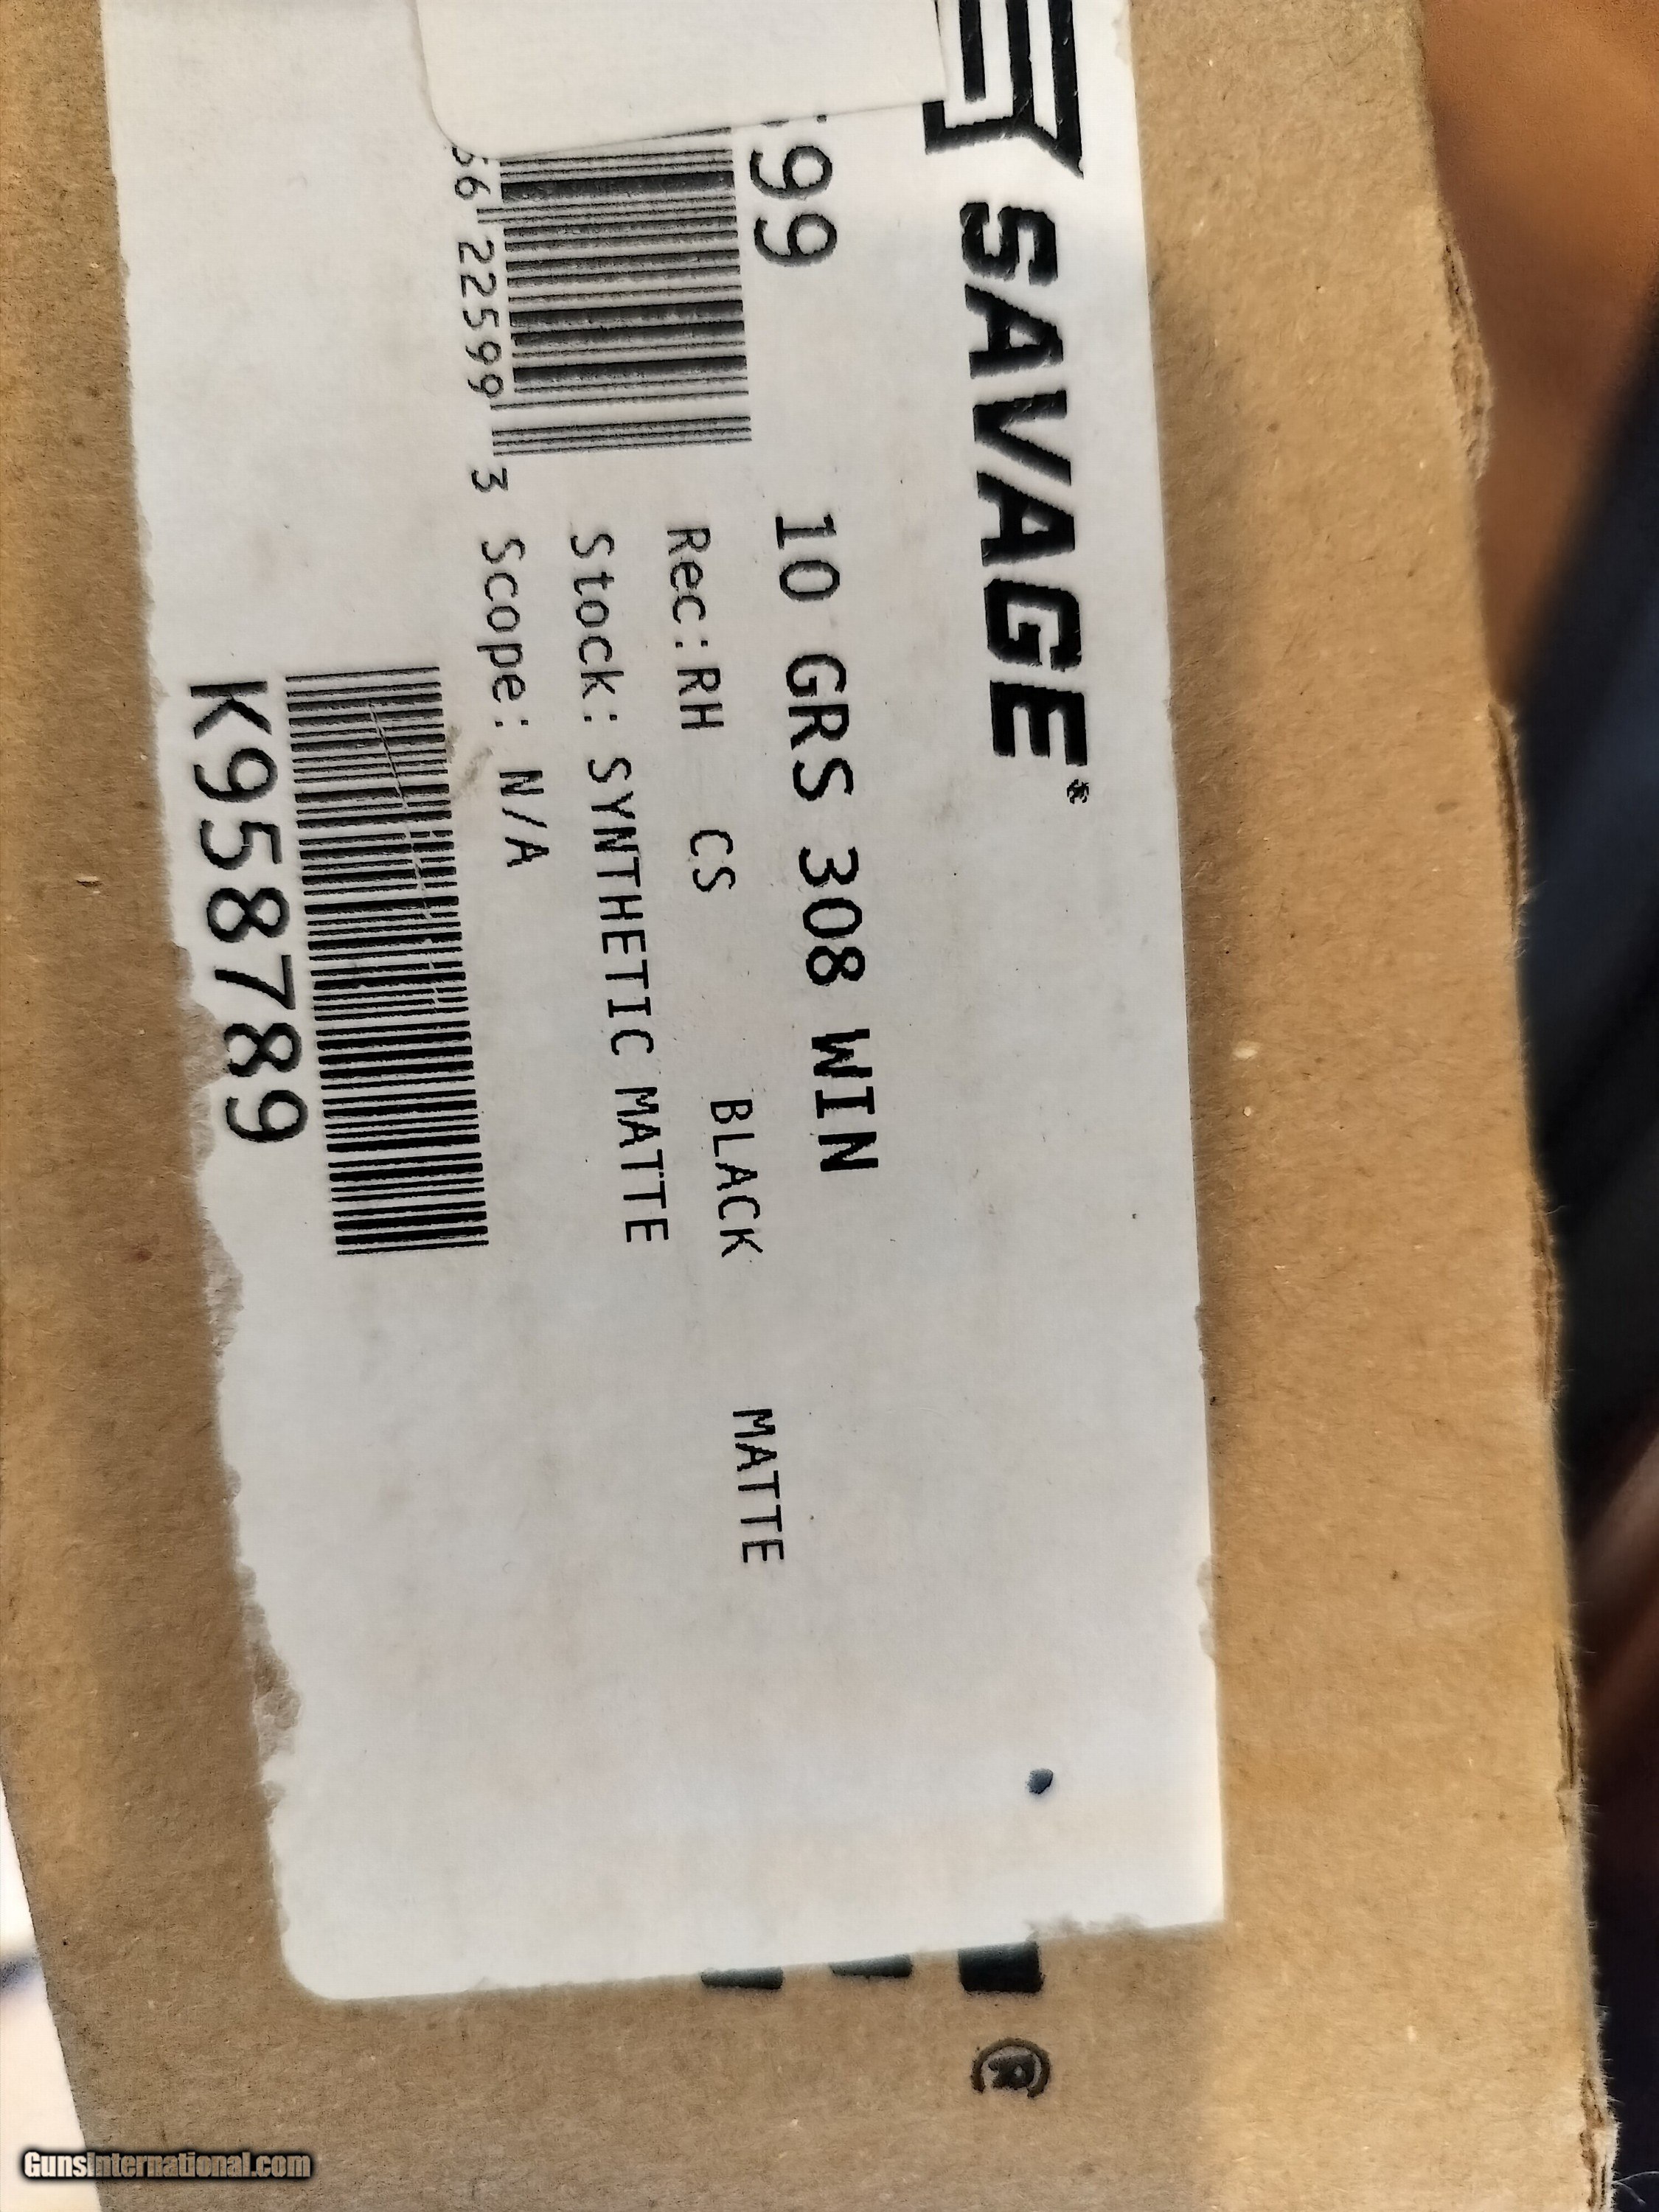 SAVAGE
99
10 GRS 308 WIN
Rec:RH CS BLACK MATTE
Stock: SYNTHETIC MATTE
66 22599 3 Scope: N/A
K958789
®
GunsInternational.com